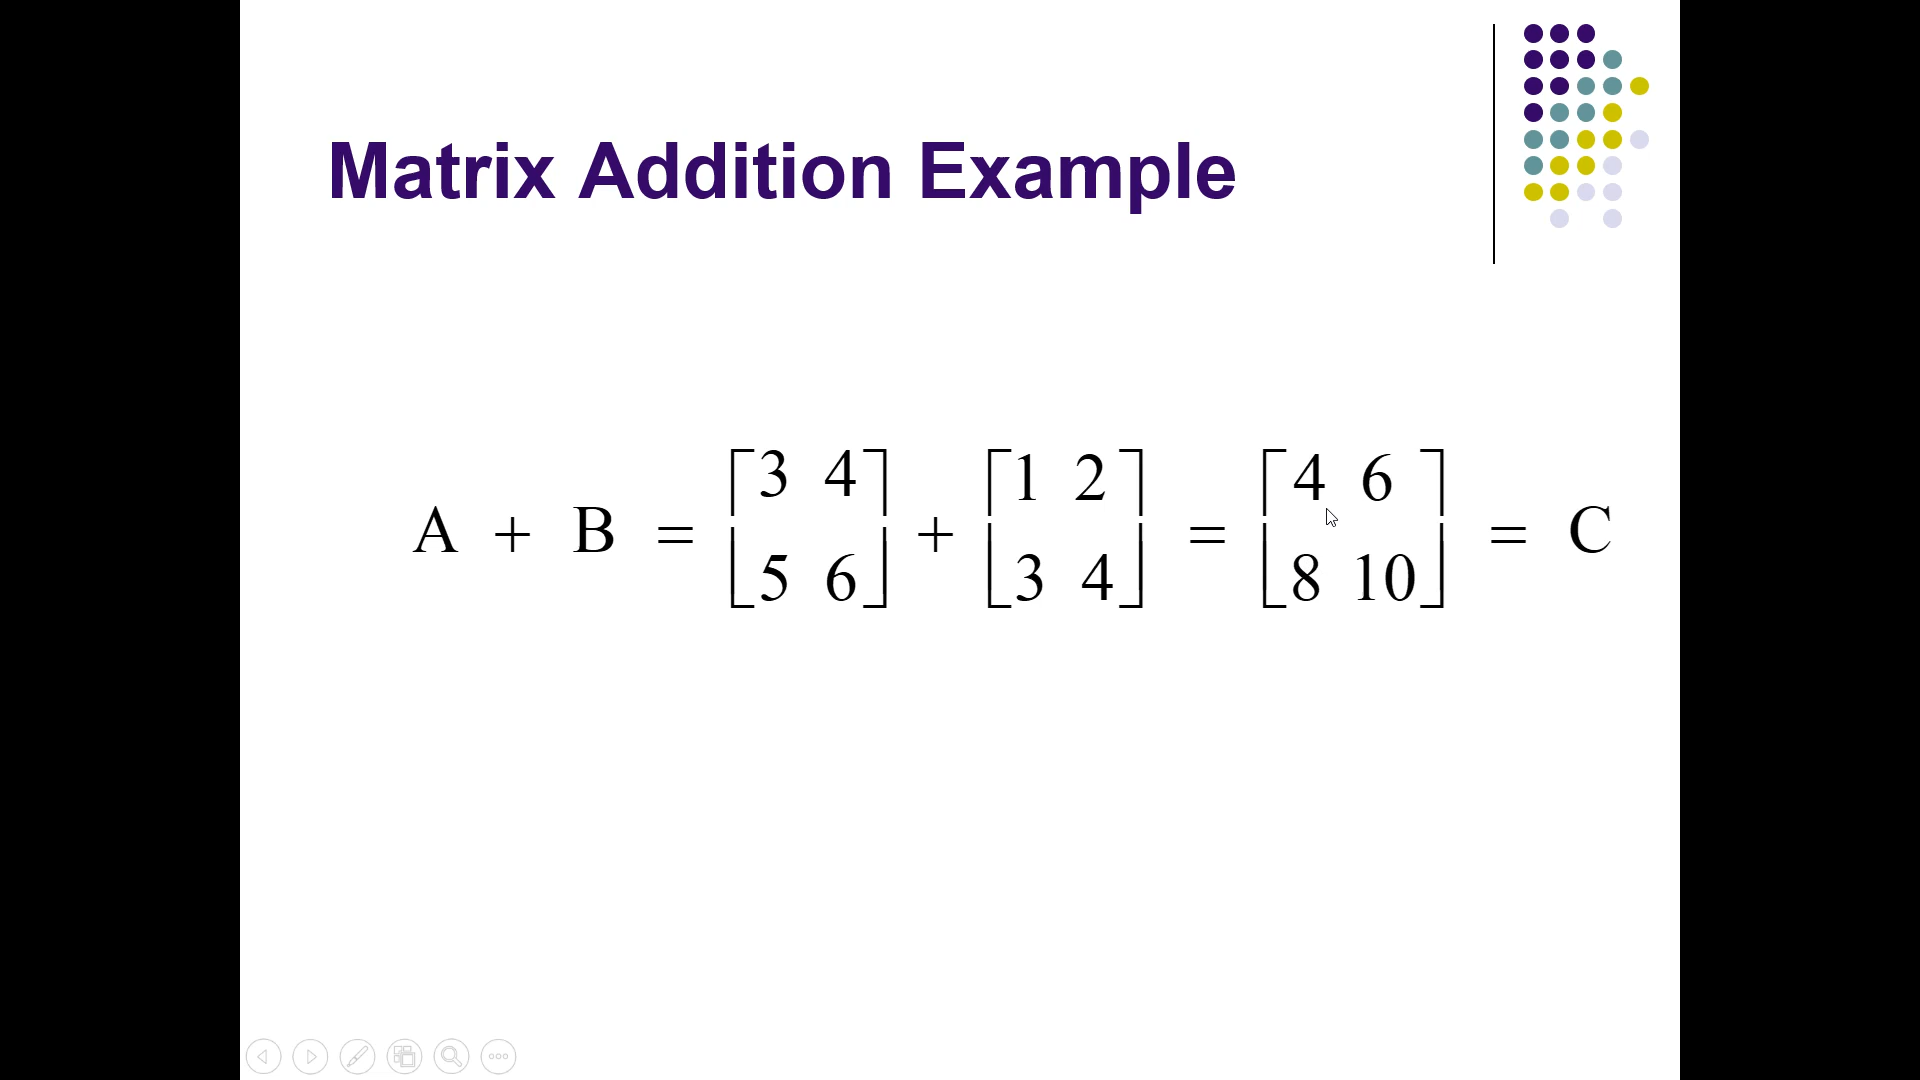 Matrix Addition Example
A + B = [3 4] + [1 2] = [4 6] = C
[5 6] [3 4] [8 10]